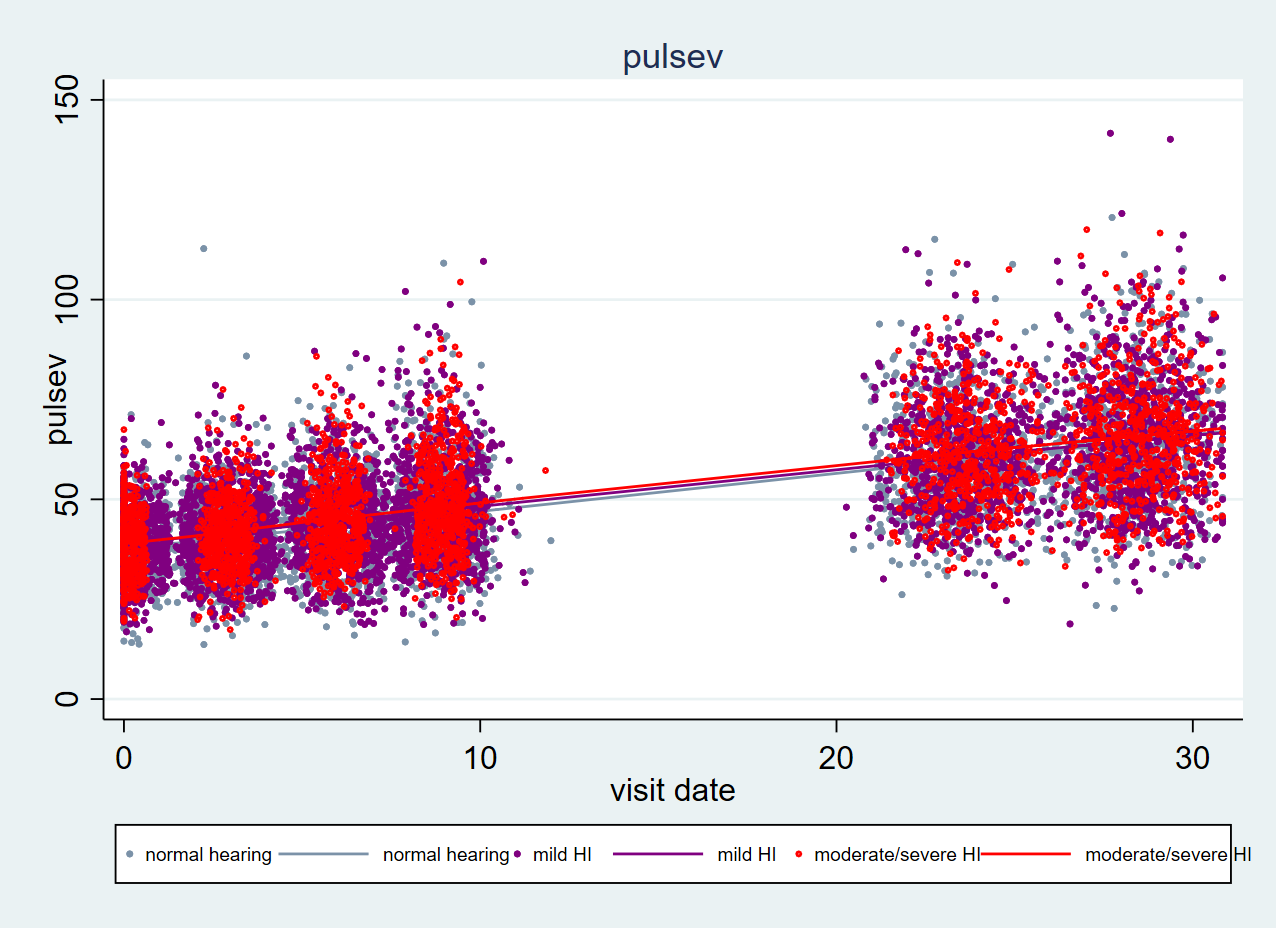 pulsev
150
100
50
0
pulsev
0 10 20 30
visit date
normal hearing normal hearing mild HI mild HI moderate/severe HI moderate/severe HI